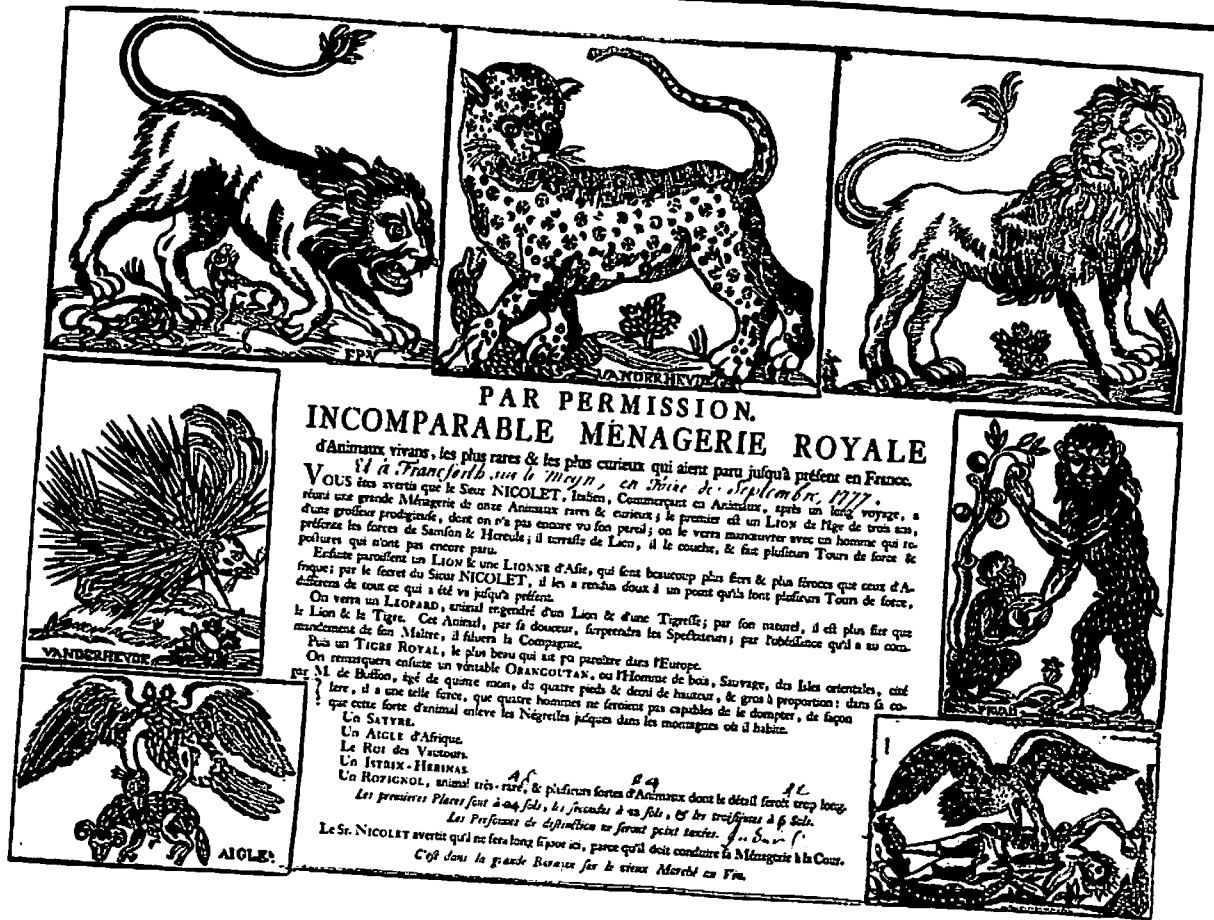 VANDERHEYDE
PAR PERMISSION.
INCOMPARABLE MÉNAGERIE ROYALE
d'Animaux vivans, les plus rares & les plus curieux qui aient paru jusqu'à présent en France.
Et à Francforth sur le Meyn, en Foire de Septembre, 1777.
VOUS êtes avertis que le Sieur NICOLET, Italien, Commerçant en Animaux, après un long voyage, a
réuni une grande Ménagerie de onze Animaux rares & curieux; le premier est un LION de l'âge de trois ans,
d'une grosseur prodigieuse, dont on n'a pas encore vu son pareil; on le verra manœuvrer avec un homme qui re-
présente les forces de Samson & Hercule; il terrasse de Lion, il le couche, & fait plusieurs Tours de force &
postures qui n'ont pas encore paru.
Ensuite paroissent un LION & une LIONNE d'Asie, qui sont beaucoup plus fiers & plus féroces que ceux d'A-
frique; par le secret du Sieur NICOLET, il les a rendus doux à un point qu'ils font plusieurs Tours de force,
différens de tout ce qui a été vu jusqu'à présent.
On verra un LEOPARD, animal engendré d'un Lion & d'une Tigresse; par son naturel, il est plus fier que
le Lion & le Tigre. Cet Animal, par sa douceur, surprendra les Spectateurs; par l'obéissance qu'il a au com-
mandement de son Maître, il saluera la Compagnie.
Puis un TIGRE ROYAL, le plus beau qui ait pu paroître dans l'Europe.
On remarquera ensuite un véritable ORANGOUTAN, ou l'Homme de bois, Sauvage, des Isles orientales, cité
par M. de Buffon, âgé de quinze mois, de quatre pieds & demi de hauteur, & gros à proportion: dans sa co-
lere, il a une telle force, que quatre hommes ne seroient pas capables de le dompter, de façon
que cette sorte d'animal enleve les Négresses jusques dans les montagnes où il habite.
Un SATYRE.
Un AIGLE d'Afrique.
Le ROI des Vautours.
Un ISTRIX-HERINAS.
Un ROZIGNOL, animal très-rare, & plusieurs sortes d'Animaux dont le détail seroit trop long.
Les premieres Places sont à 24 sols, les secondes à 12 sols, & les troisiemes à 6 Sols.
Les Personnes de distinction ne seront point taxées.
Le Sr. NICOLET avertit qu'il ne fera long séjour ici, parce qu'il doit conduire sa Ménagerie à la Cour.
C'est dans la grande Baraque sur le vieux Marché au Vin.
VANDERHEYDE
AIGLE.